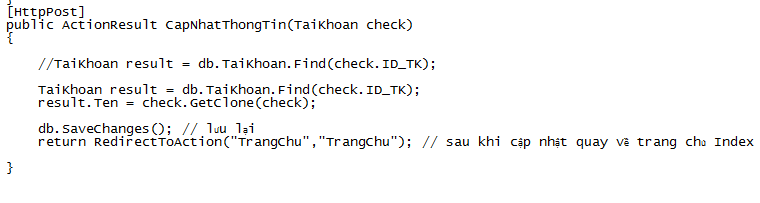 [HttpPost]
public ActionResult CapNhatThongTin(TaiKhoan check)
{
//TaiKhoan result = db.TaiKhoan.Find(check.ID_TK);
TaiKhoan result = db.TaiKhoan.Find(check.ID_TK);
result.Ten = check.GetClone(check);
db.SaveChanges(); // lưu lại
return RedirectToAction("TrangChu","TrangChu"); // sau khi cập nhật quay về trang chủ Index
}